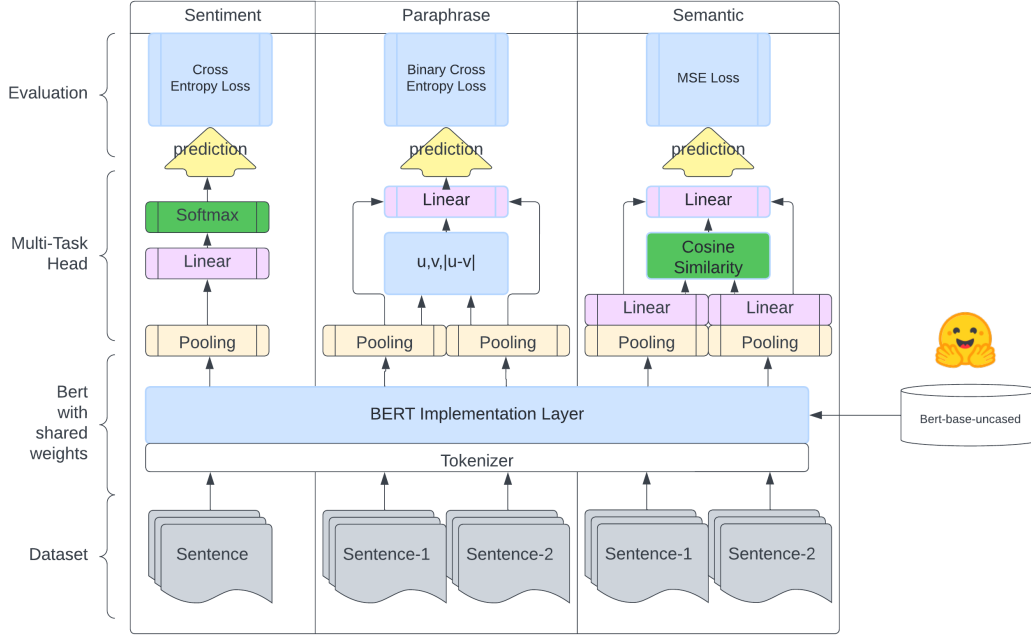 Sentiment
Paraphrase
Semantic
Evaluation
Cross
Entropy Loss
Binary Cross
Entropy Loss
MSE Loss
prediction
prediction
prediction
Multi-Task
Head
Softmax
Linear
Linear
Linear
u,v,|u-v|
Cosine
Similarity
Linear
Linear
Pooling
Pooling
Pooling
Pooling
Pooling
Bert
with
shared
weights
BERT Implementation Layer
Bert-base-uncased
Tokenizer
Dataset
Sentence
Sentence-1
Sentence-2
Sentence-1
Sentence-2